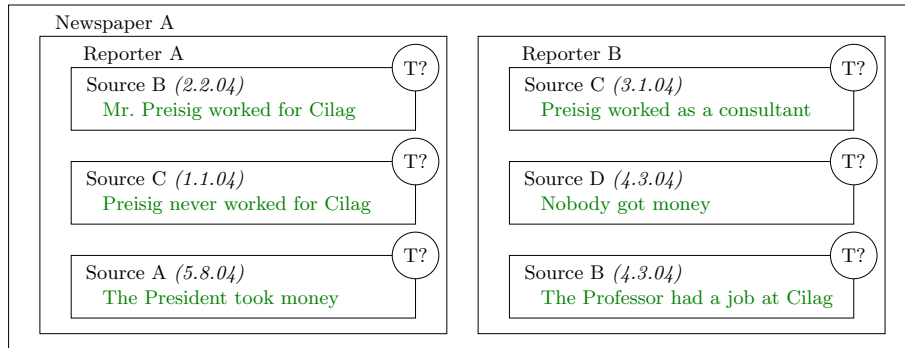 Newspaper A
Reporter A
T?
Source B (2.2.04)
Mr. Preisig worked for Cilag
T?
Source C (1.1.04)
Preisig never worked for Cilag
T?
Source A (5.8.04)
The President took money
Reporter B
T?
Source C (3.1.04)
Preisig worked as a consultant
T?
Source D (4.3.04)
Nobody got money
T?
Source B (4.3.04)
The Professor had a job at Cilag